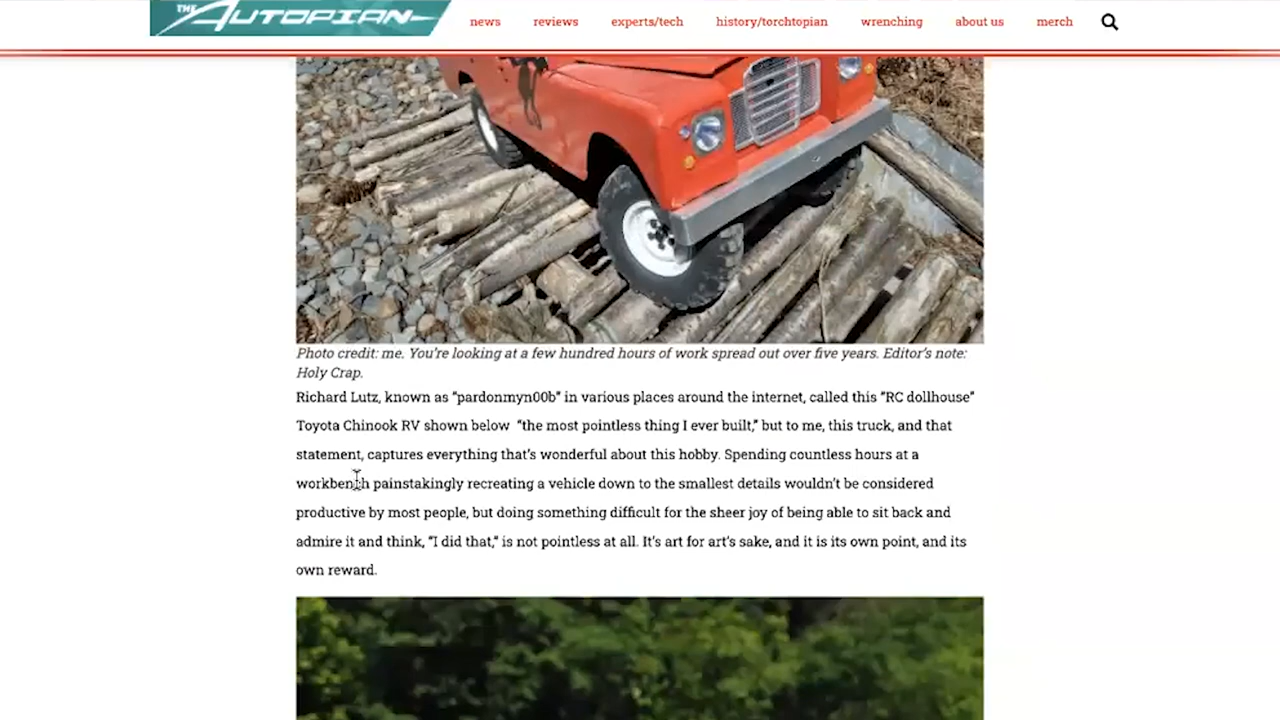 THE AUTOPIAN
news reviews experts/tech history/torchtopian wrenching about us merch
Photo credit: me. You're looking at a few hundred hours of work spread out over five years. Editor's note:
Holy Crap.
Richard Lutz, known as “pardonmyn00b” in various places around the internet, called this “RC dollhouse”
Toyota Chinook RV shown below “the most pointless thing I ever built,” but to me, this truck, and that
statement, captures everything that’s wonderful about this hobby. Spending countless hours at a
workbench painstakingly recreating a vehicle down to the smallest details wouldn’t be considered
productive by most people, but doing something difficult for the sheer joy of being able to sit back and
admire it and think, “I did that,“ is not pointless at all. It’s art for art’s sake, and it is its own point, and its
own reward.